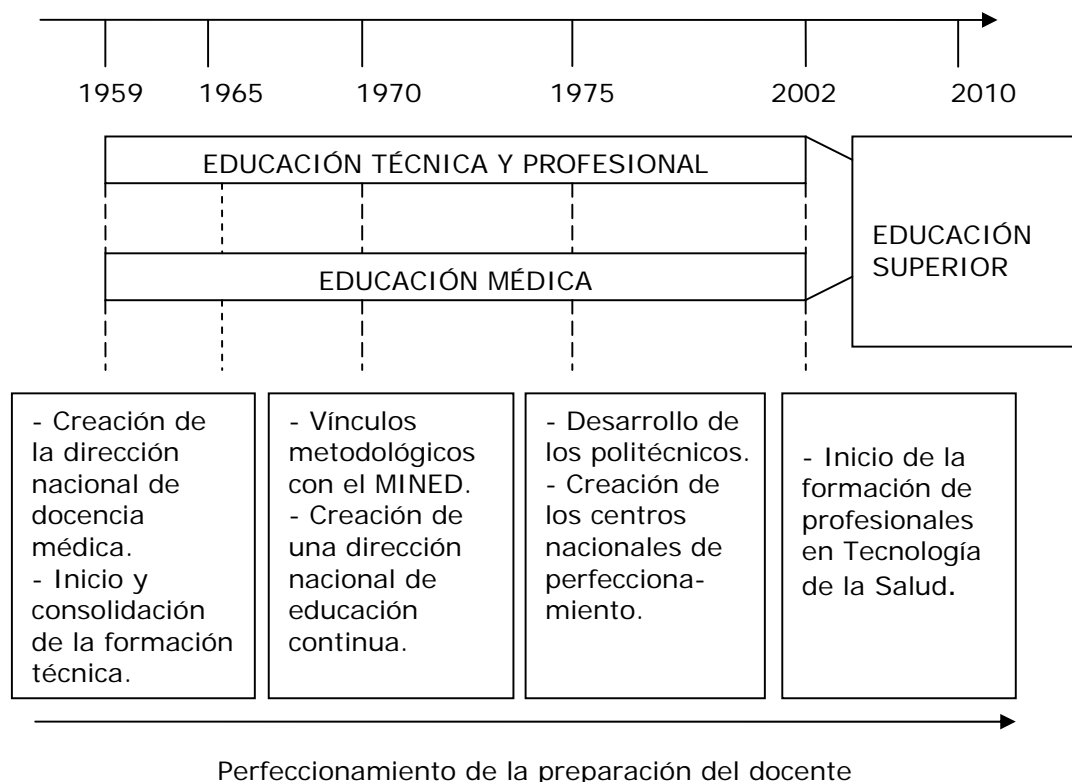 1959 1965 1970 1975 2002 2010
EDUCACIÓN TÉCNICA Y PROFESIONAL
EDUCACIÓN MÉDICA
EDUCACIÓN
SUPERIOR
- Creación de
la dirección
nacional de
docencia
médica.
- Inicio y
consolidación
de la formación
técnica.
- Vínculos
metodológicos
con el MINED.
- Creación de
una dirección
nacional de
educación
continua.
- Desarrollo de
los politécnicos.
- Creación de
los centros
nacionales de
perfecciona-
miento.
- Inicio de la
formación de
profesionales
en Tecnología
de la Salud.
Perfeccionamiento de la preparación del docente